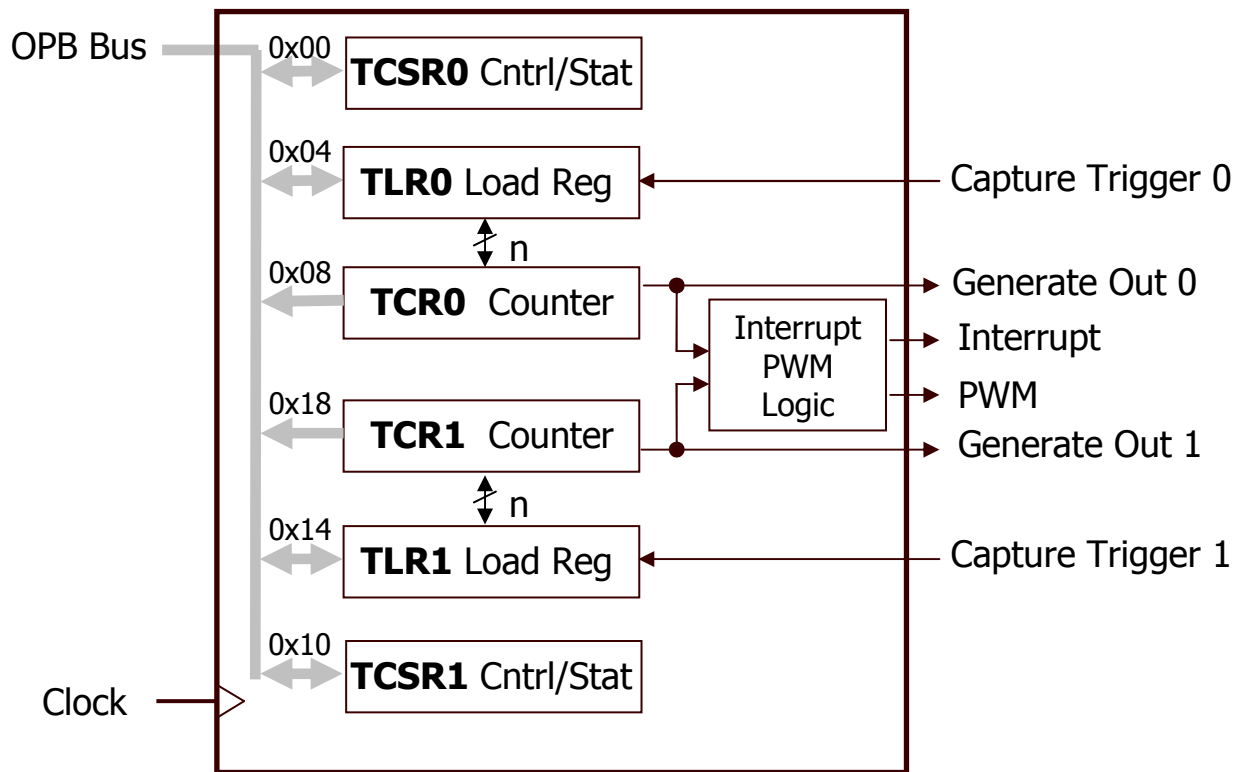 OPB Bus
0x00
TCSR0 Cntrl/Stat
0x04
TLR0 Load Reg
Capture Trigger 0
n
0x08
TCR0 Counter
Generate Out 0
Interrupt
PWM
Logic
Interrupt
PWM
0x18
TCR1 Counter
Generate Out 1
n
0x14
TLR1 Load Reg
Capture Trigger 1
0x10
TCSR1 Cntrl/Stat
Clock